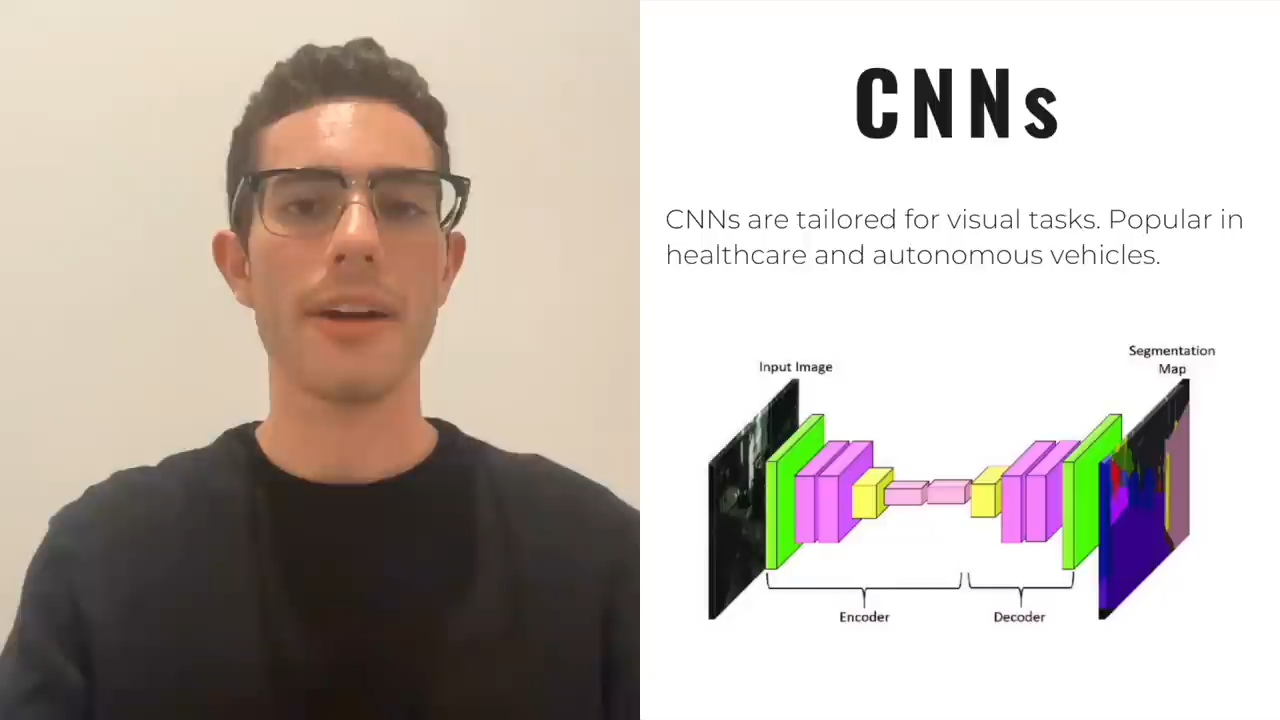 CNNs
CNNs are tailored for visual tasks. Popular in
healthcare and autonomous vehicles.
Input Image
Segmentation
Map
Encoder
Decoder